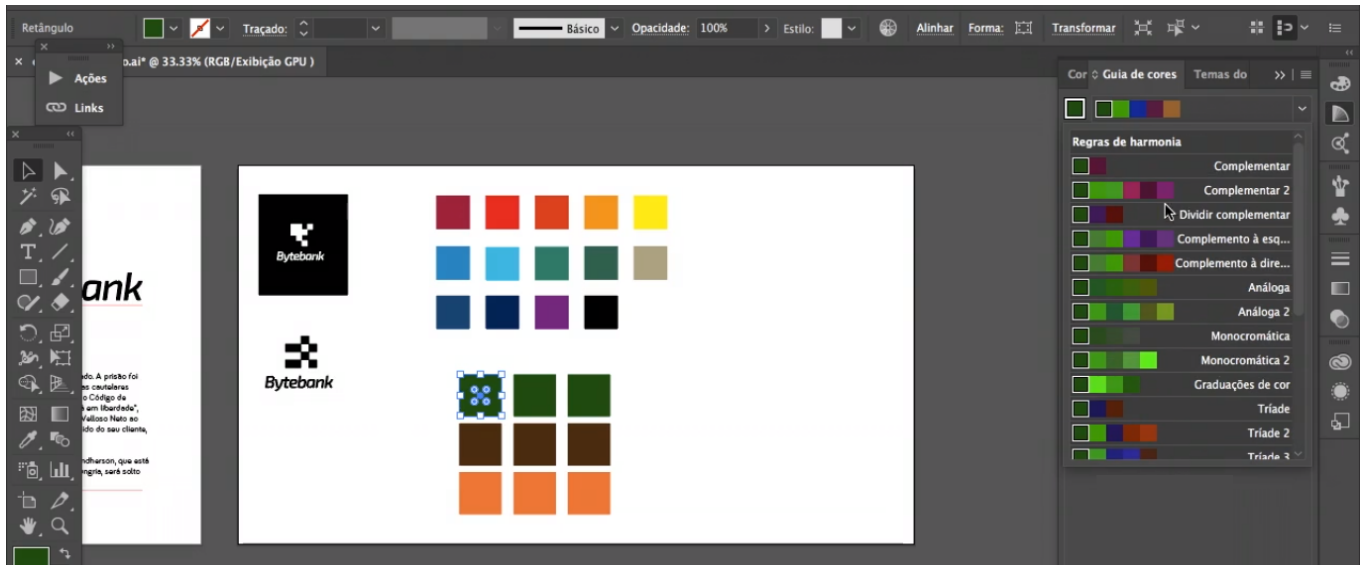 Retângulo
Traçado:
Básico
Opacidade: 100%
Estilo:
Alinhar
Forma:
Transformar
o.ai* @ 33.33% (RGB/Exibição GPU )
Ações
Links
Cor
Guia de cores
Temas do
Regras de harmonia
Complementar
Complementar 2
Dividir complementar
Complemento à esq...
Complemento à dire...
Análoga
Análoga 2
Monocromática
Monocromática 2
Graduações de cor
Tríade
Tríade 2
Tríade 3
Bytebank
Bytebank
ank
do. A prisão foi
as cautelares
o Código de
em liberdade",
Velloso Neto ao
ido do seu cliente,
ndherson, que está
ngria, será solto